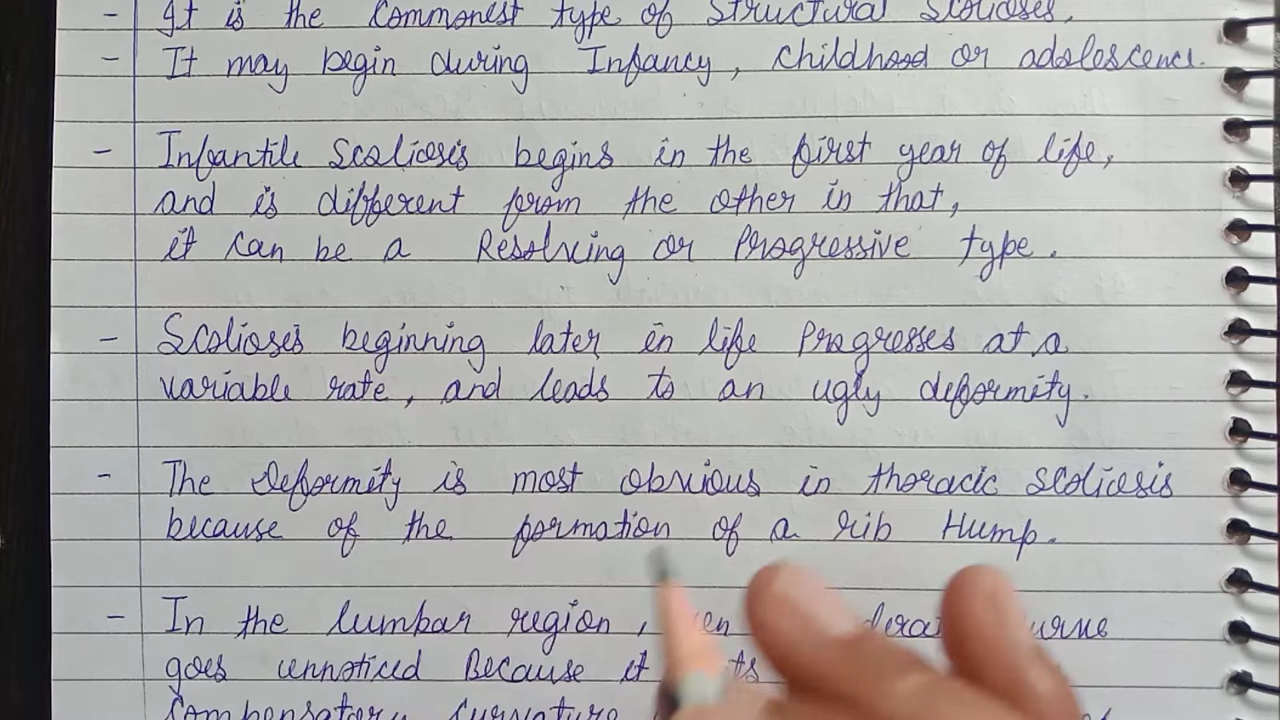 - It is the Commonest type of Structural Scolioses.
- It may begin during Infancy, childhood or adolescence.
- Infantile Scoliosis begins in the first year of life,
and is different from the other in that,
it can be a Resolving or Progressive type.
- Scoliosis beginning later in life Progresses at a
variable rate, and leads to an ugly deformity.
- The deformity is most obvious in thoracic scoliosis
because of the formation of a rib Hump.
- In the lumbar region,
goes unnoticed Because it
Compensatory Curvature